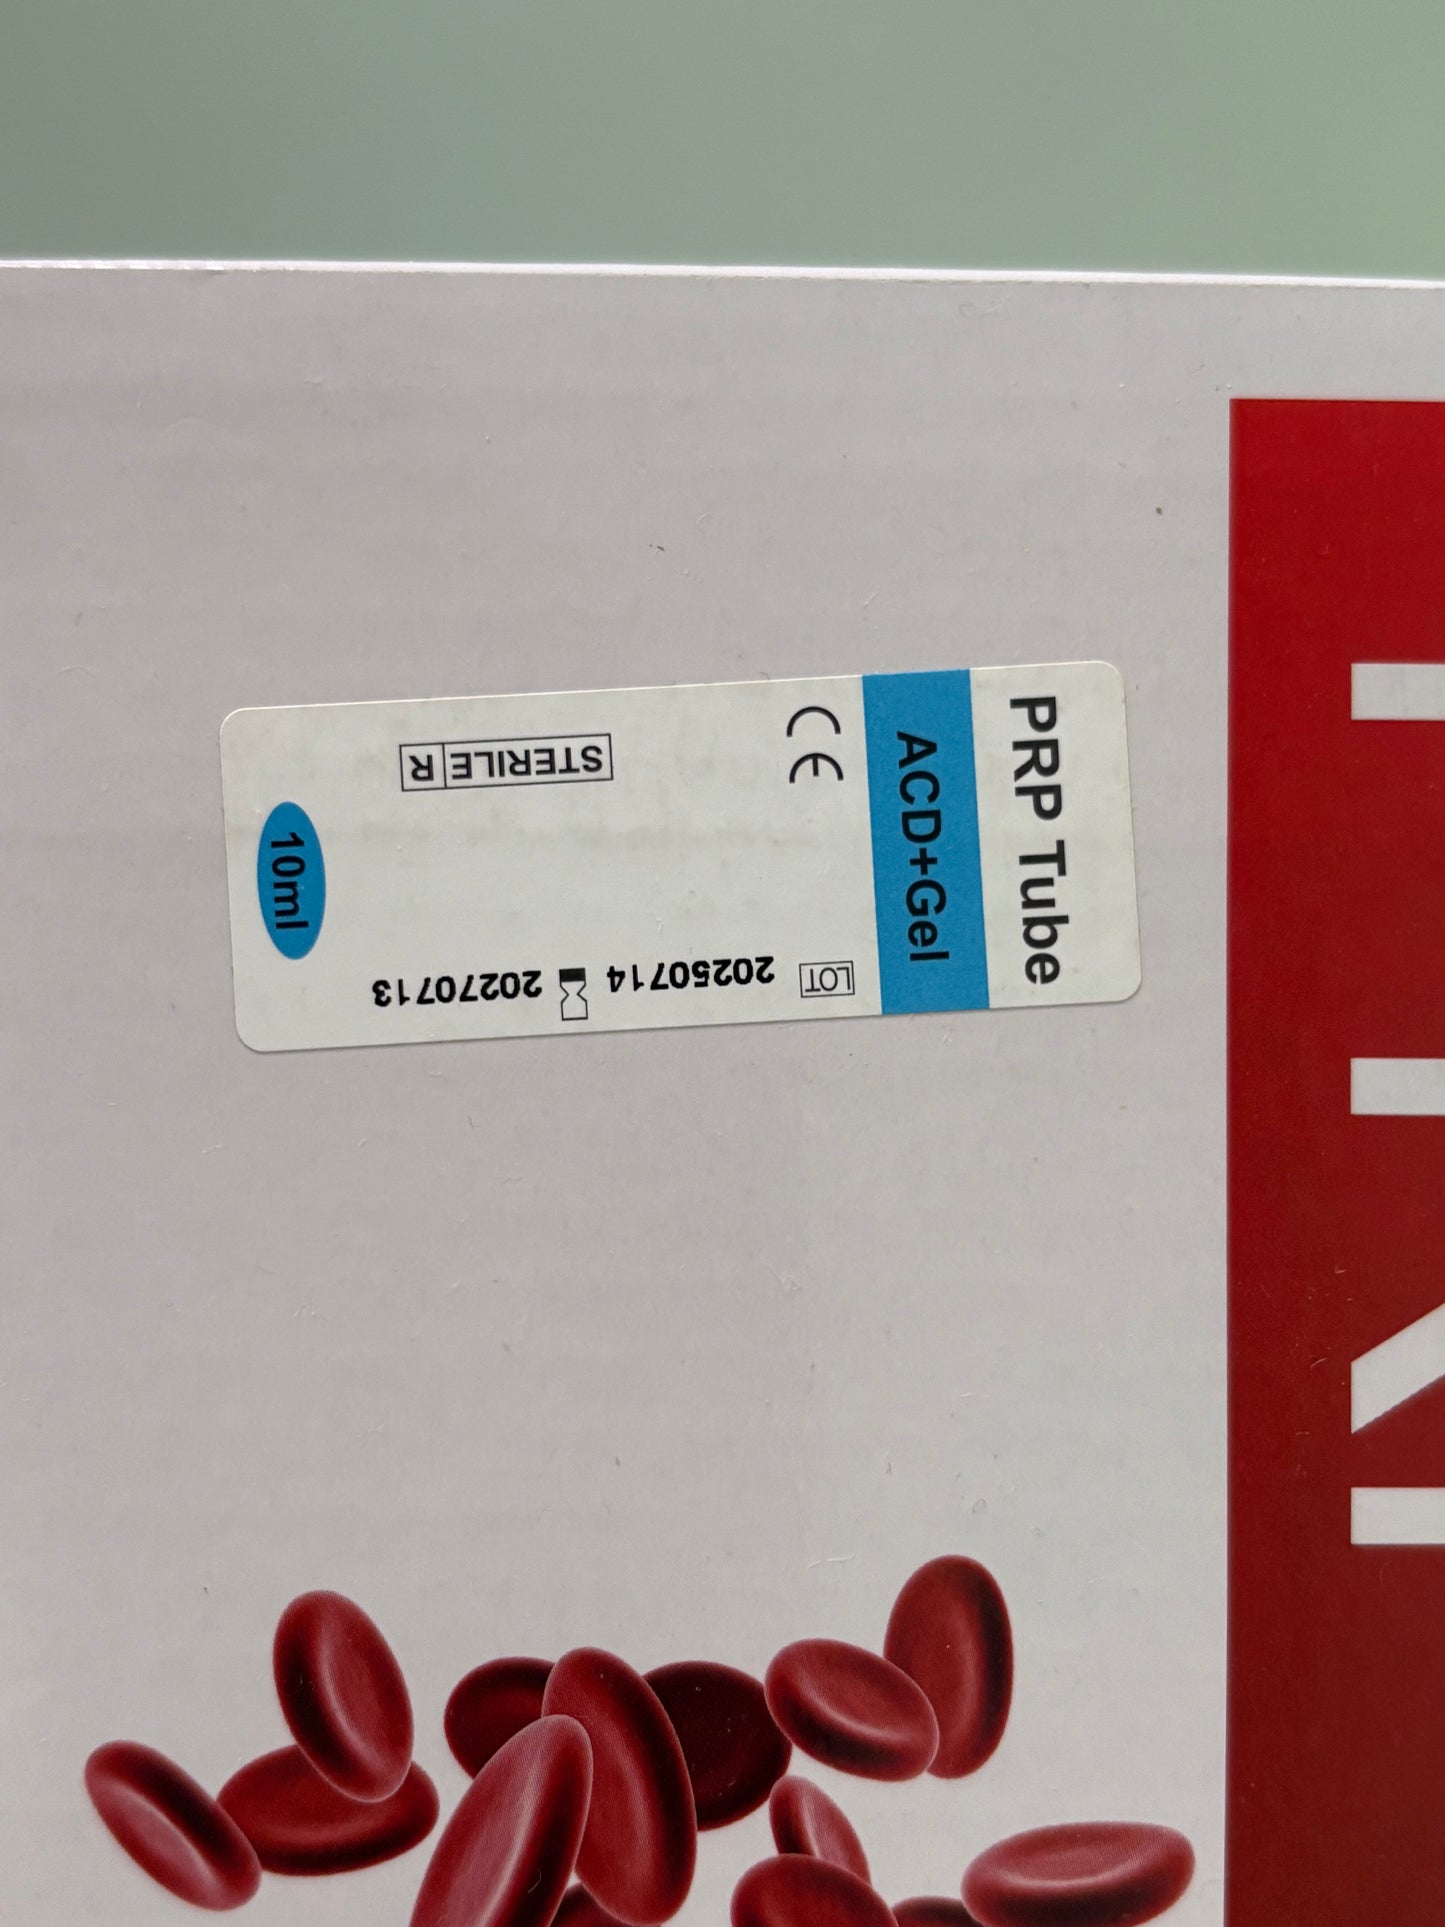 PRP Tube
ACD+Gel
CE
STERILE R
LOT 20250714
20270713
10ml